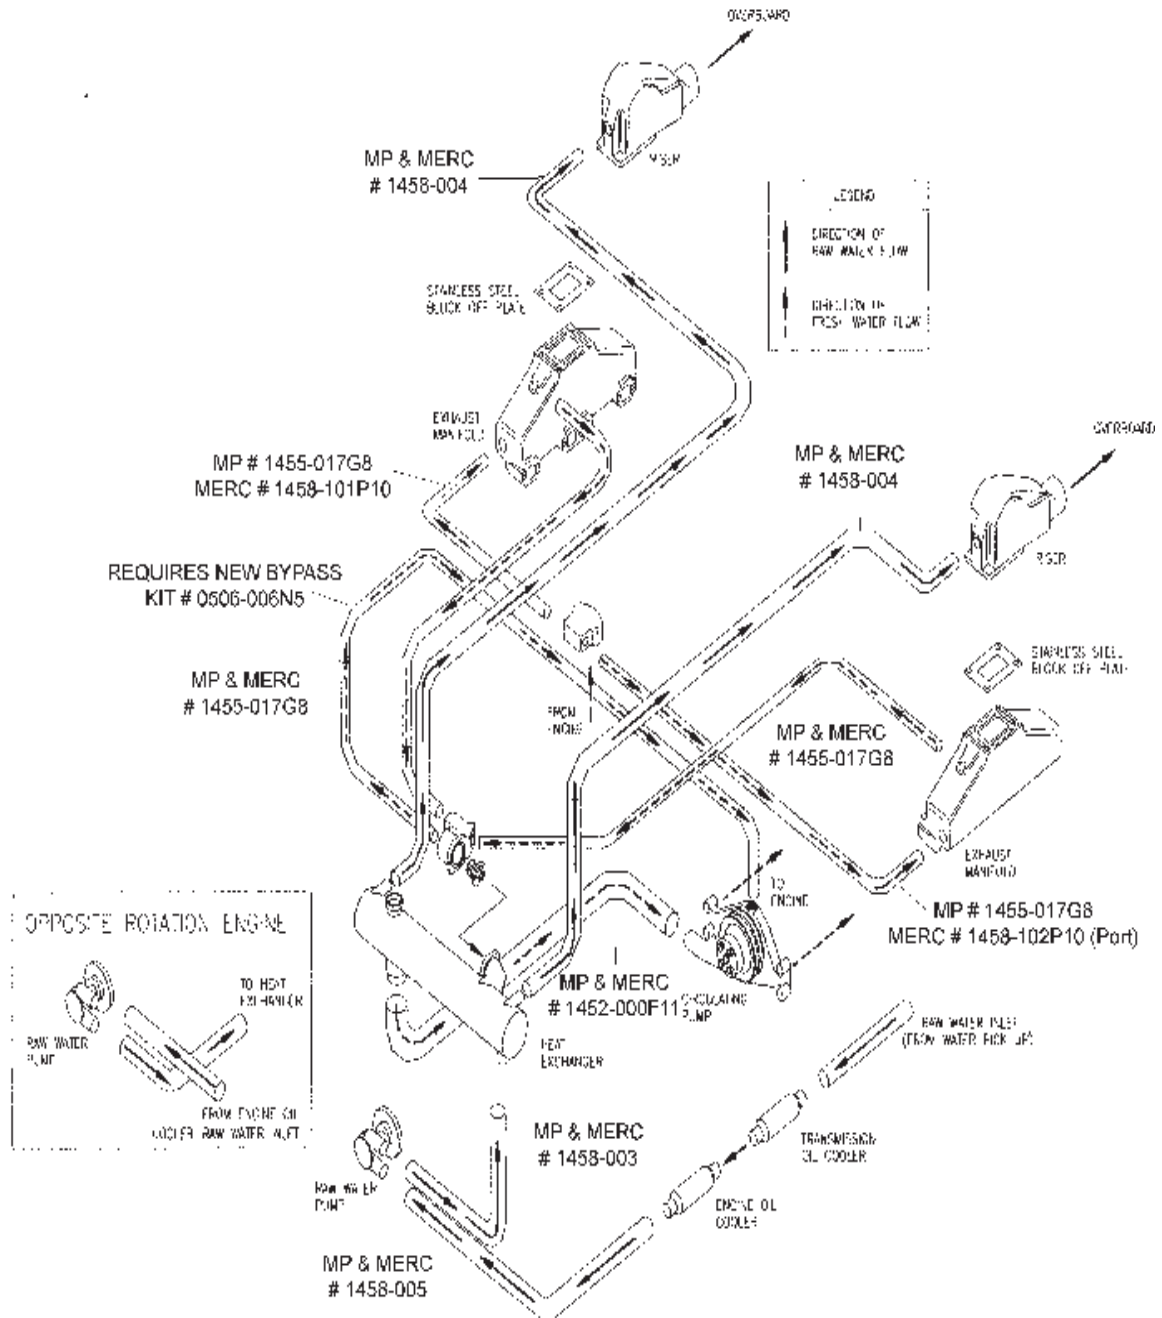 OVERBOARD
RISER
MP & MERC
# 1458-004
LEGEND
DIRECTION OF
RAW WATER FLOW
DIRECTION OF
FRESH WATER FLOW
STAINLESS STEEL
BLOCK OFF PLATE
EXHAUST
MANIFOLD
MP # 1455-017G8
MERC # 1458-101P10
OVERBOARD
MP & MERC
# 1458-004
RISER
REQUIRES NEW BYPASS
KIT # 0506-006N5
STAINLESS STEEL
BLOCK OFF PLATE
MP & MERC
# 1455-017G8
FROM
ENGINE
MP & MERC
# 1455-017G8
EXHAUST
MANIFOLD
TO
ENGINE
MP # 1455-017G8
MERC # 1458-102P10 (Port)
MP & MERC
# 1452-000F11
CIRCULATING
PUMP
HEAT
EXCHANGER
OPPOSITE ROTATION ENGINE
TO HEAT
EXCHANGER
RAW WATER
PUMP
FROM ENGINE OIL
COOLER RAW WATER INLET
RAW WATER INLET
(FROM WATER PICK UP)
TRANSMISSION
OIL COOLER
ENGINE OIL
COOLER
MP & MERC
# 1458-003
RAW WATER
PUMP
MP & MERC
# 1458-005